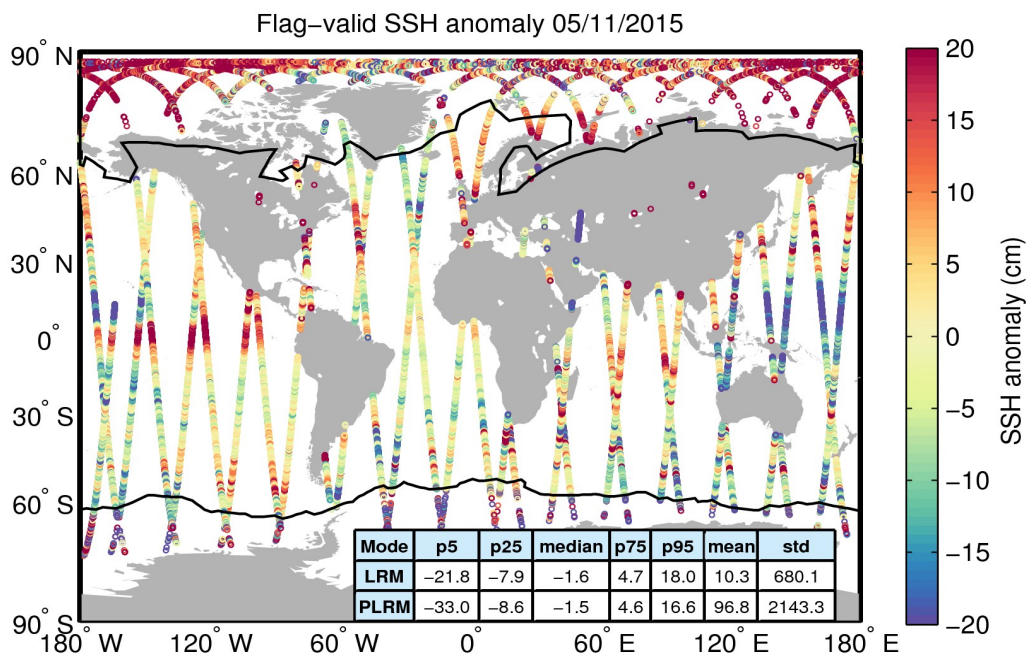 Flag−valid SSH anomaly 05/11/2015
90° N
60° N
30° N
0°
30° S
60° S
90° S
180° W
120° W
60° W
0°
60° E
120° E
180° E
Mode p5 p25 median p75 p95 mean std
LRM −21.8 −7.9 −1.6 4.7 18.0 10.3 680.1
PLRM −33.0 −8.6 −1.5 4.6 16.6 96.8 2143.3
20
15
10
5
0
−5
−10
−15
−20
SSH anomaly (cm)